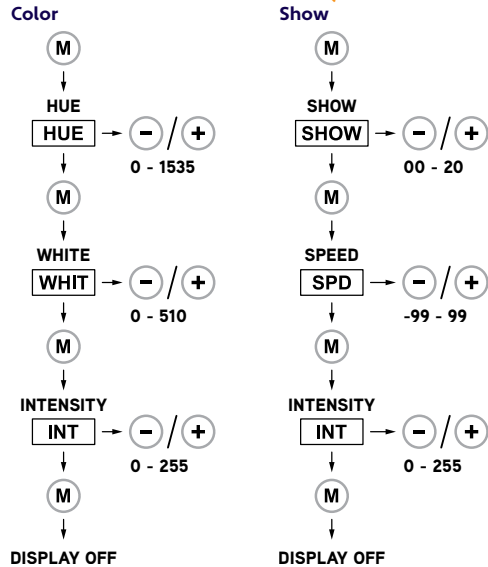 Color
M
HUE
HUE - / +
0 - 1535
M
WHITE
WHIT - / +
0 - 510
M
INTENSITY
INT - / +
0 - 255
M
DISPLAY OFF
Show
M
SHOW
SHOW - / +
00 - 20
M
SPEED
SPD - / +
-99 - 99
M
INTENSITY
INT - / +
0 - 255
M
DISPLAY OFF